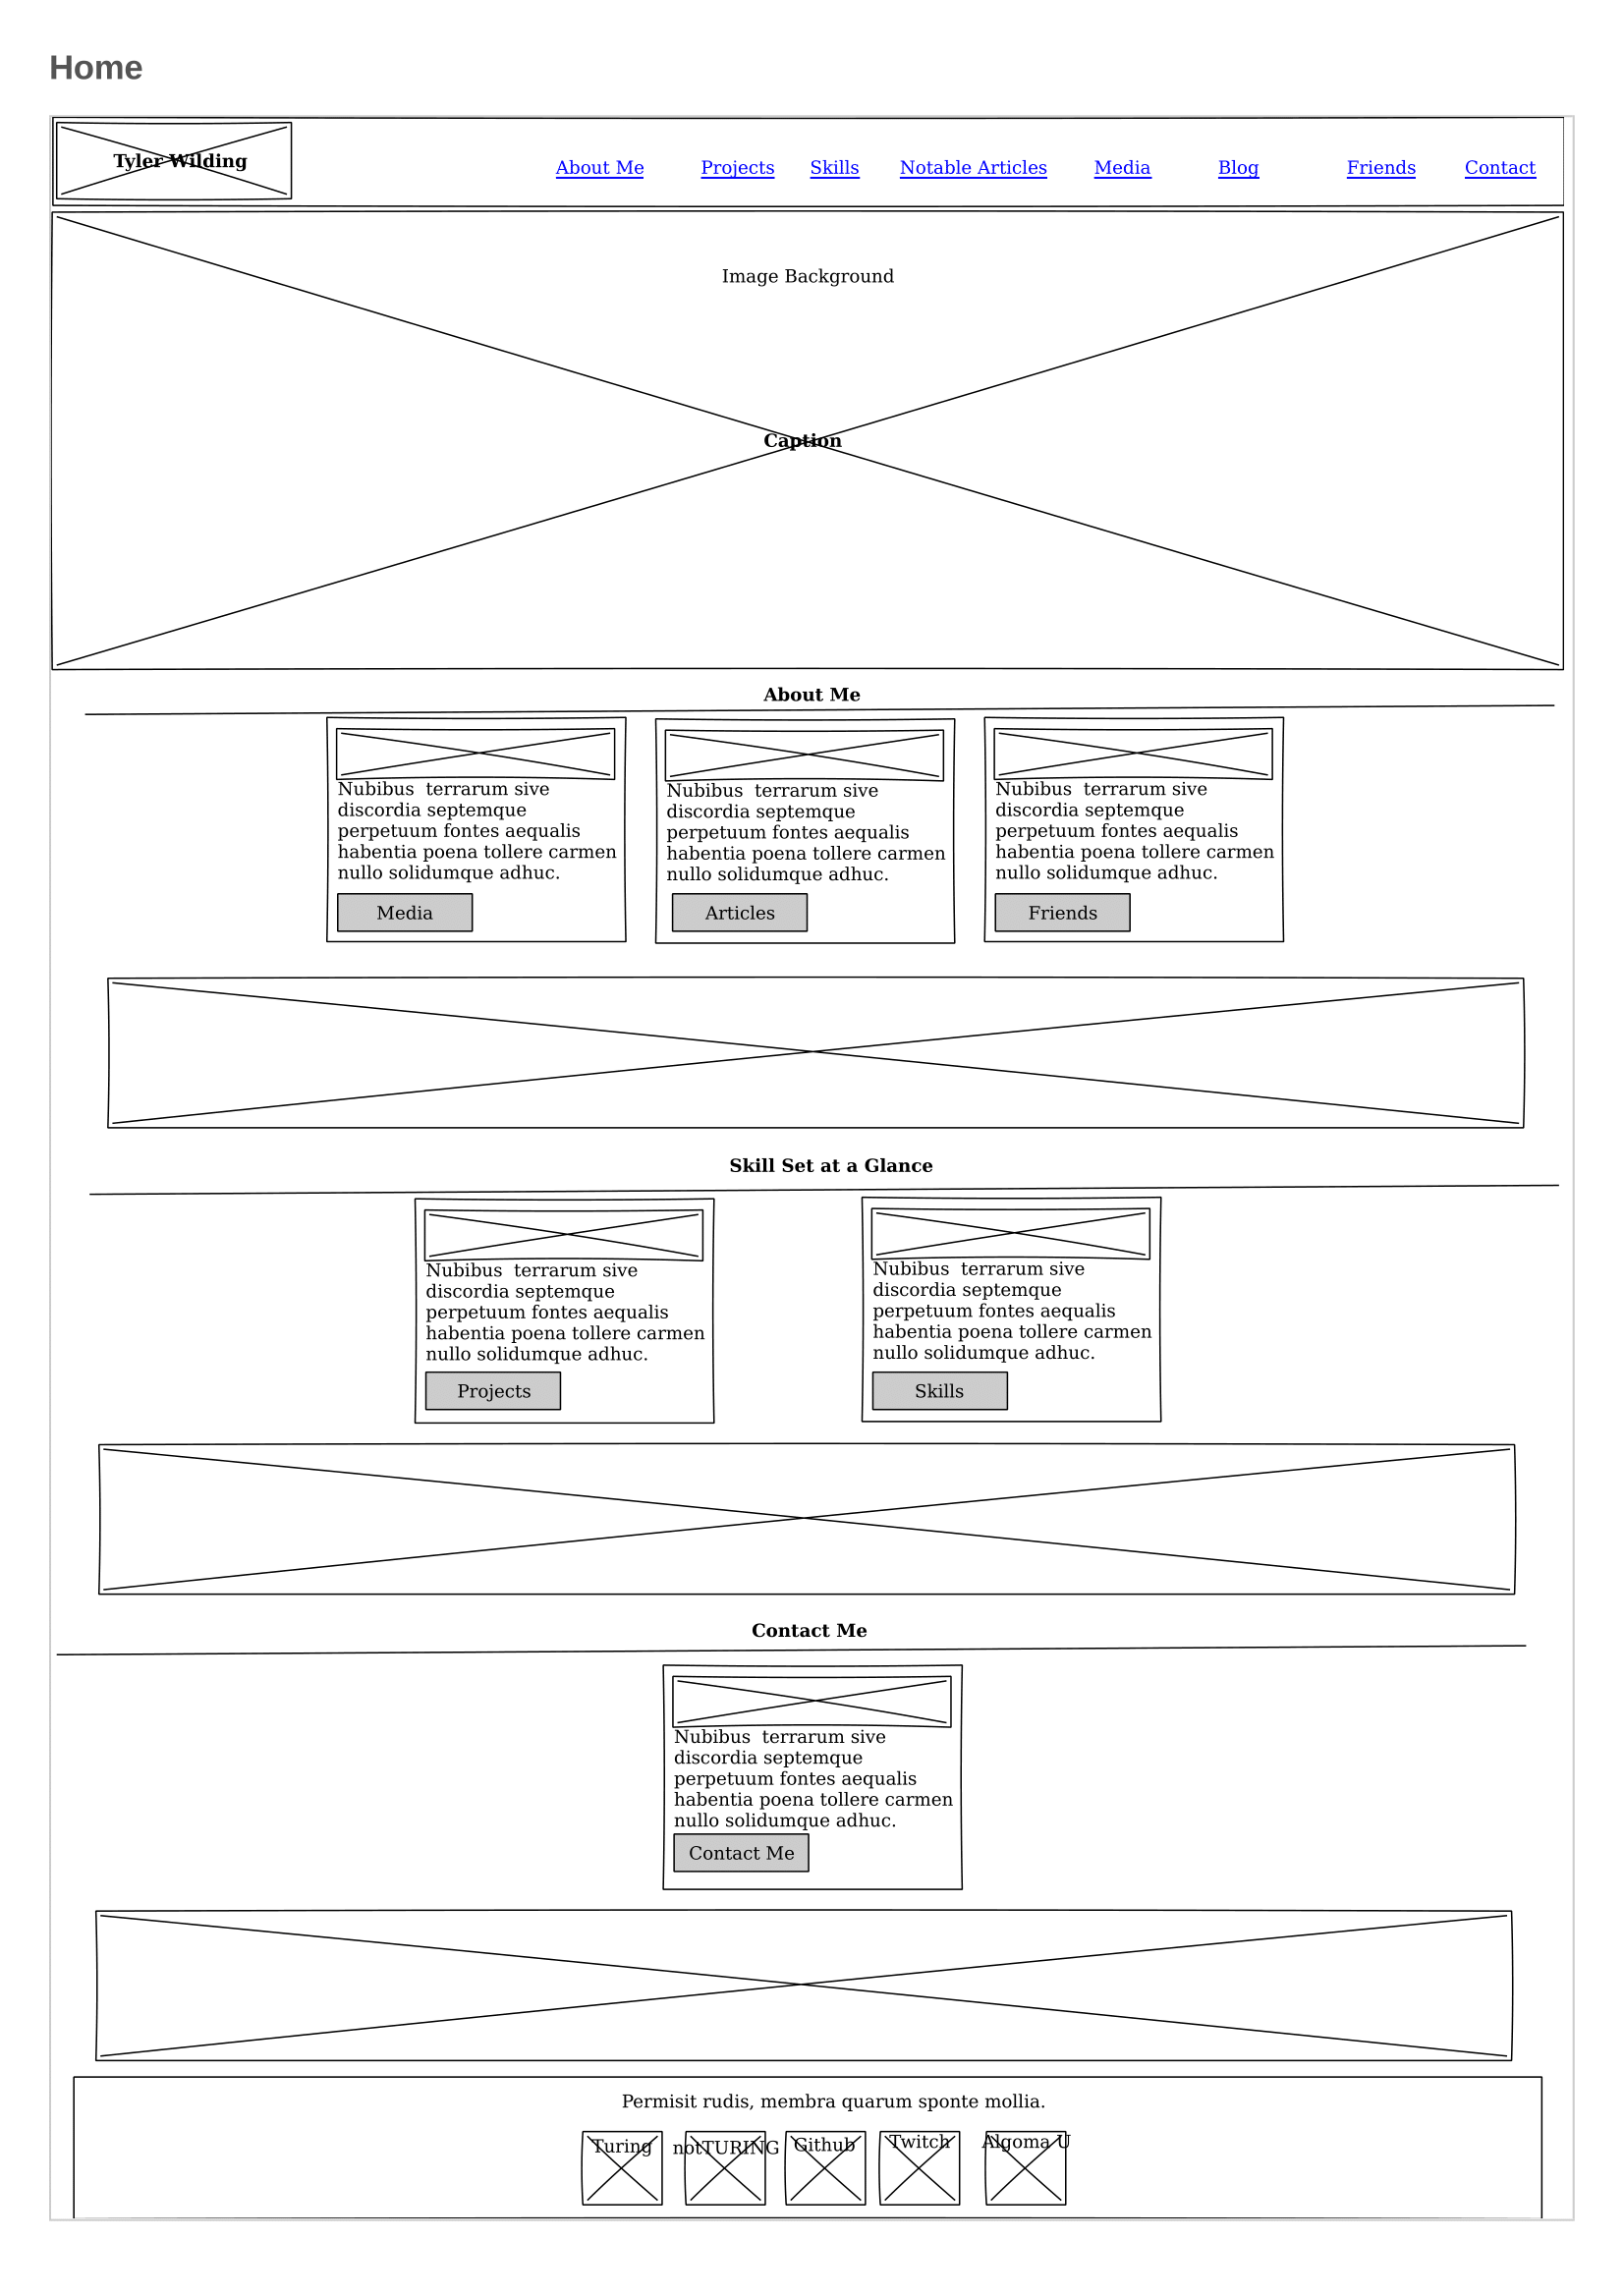 Home
Tyler Wilding
About Me Projects Skills Notable Articles Media Blog Friends Contact
Image Background
Caption
About Me
Nubibus  terrarum sive
discordia septemque
perpetuum fontes aequalis
habentia poena tollere carmen
nullo solidumque adhuc.
Media
Nubibus  terrarum sive
discordia septemque
perpetuum fontes aequalis
habentia poena tollere carmen
nullo solidumque adhuc.
Articles
Nubibus  terrarum sive
discordia septemque
perpetuum fontes aequalis
habentia poena tollere carmen
nullo solidumque adhuc.
Friends
Skill Set at a Glance
Nubibus  terrarum sive
discordia septemque
perpetuum fontes aequalis
habentia poena tollere carmen
nullo solidumque adhuc.
Projects
Nubibus  terrarum sive
discordia septemque
perpetuum fontes aequalis
habentia poena tollere carmen
nullo solidumque adhuc.
Skills
Contact Me
Nubibus  terrarum sive
discordia septemque
perpetuum fontes aequalis
habentia poena tollere carmen
nullo solidumque adhuc.
Contact Me
Permisit rudis, membra quarum sponte mollia.
Turing notTURING Github Twitch Algoma U